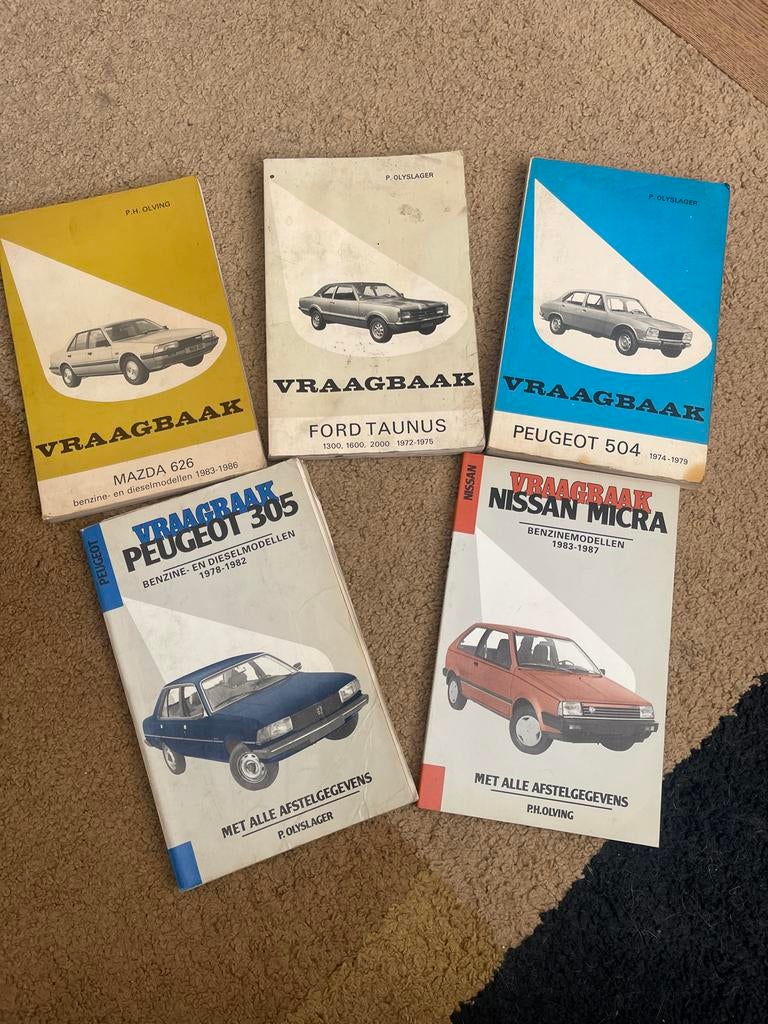 P.H. OLVING
VRAAGBAAK
MAZDA 626
benzine- en dieselmodellen 1983-1986
P. OLYSLAGER
VRAAGBAAK
FORD TAUNUS
1300, 1600, 2000 1972-1975
P. OLYSLAGER
VRAAGBAAK
PEUGEOT 504 1974-1979
PEUGEOT
VRAAGBAAK
PEUGEOT 305
BENZINE- EN DIESELMODELLEN
1978-1982
MET ALLE AFSTELGEGEVENS
P. OLYSLAGER
NISSAN
VRAAGBAAK
NISSAN MICRA
BENZINEMODELLEN
1983-1987
MET ALLE AFSTELGEGEVENS
P.H.OLVING